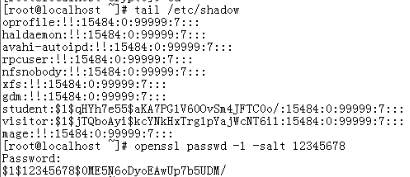 [root@localhost ~]# tail /etc/shadow
oprofile:!!:15484:0:99999:7:::
haldaemon:!!:15484:0:99999:7:::
avahi-autoipd:!!:15484:0:99999:7:::
rpcuser:!!:15484:0:99999:7:::
nfsnobody:!!:15484:0:99999:7:::
xfs:!!:15484:0:99999:7:::
gdm:!!:15484:0:99999:7:::
student:$1$qHYh7e55$aKA7PG1V60OvSm4JFTC0o/:15484:0:99999:7:::
visitor:$1$jTQboAyi$kcYNkHxTrg1pYajWcNT611:15484:0:99999:7:::
mage:!!:15484:0:99999:7:::
[root@localhost ~]# openssl passwd -1 -salt 12345678
Password:
$1$12345678$0ME5N6oDyoEAwUp7b5UDM/